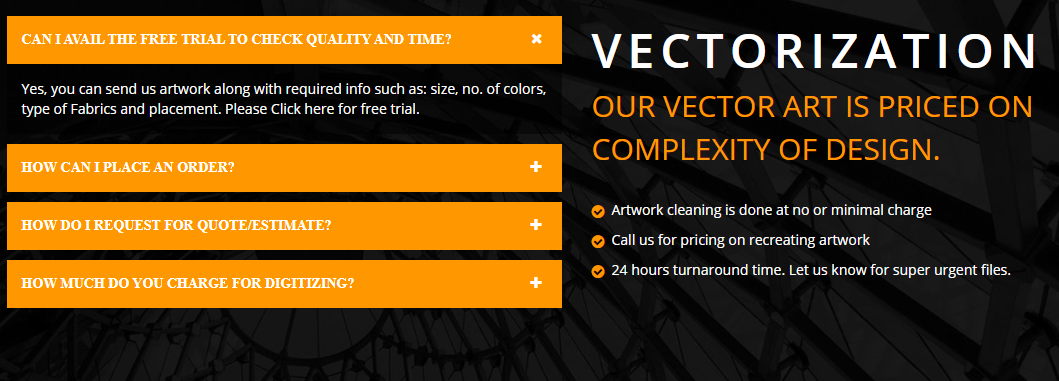 CAN I AVAIL THE FREE TRIAL TO CHECK QUALITY AND TIME?
Yes, you can send us artwork along with required info such as: size, no. of colors,
type of Fabrics and placement. Please Click here for free trial.
HOW CAN I PLACE AN ORDER?
HOW DO I REQUEST FOR QUOTE/ESTIMATE?
HOW MUCH DO YOU CHARGE FOR DIGITIZING?
VECTORIZATION
OUR VECTOR ART IS PRICED ON
COMPLEXITY OF DESIGN.
Artwork cleaning is done at no or minimal charge
Call us for pricing on recreating artwork
24 hours turnaround time. Let us know for super urgent files.